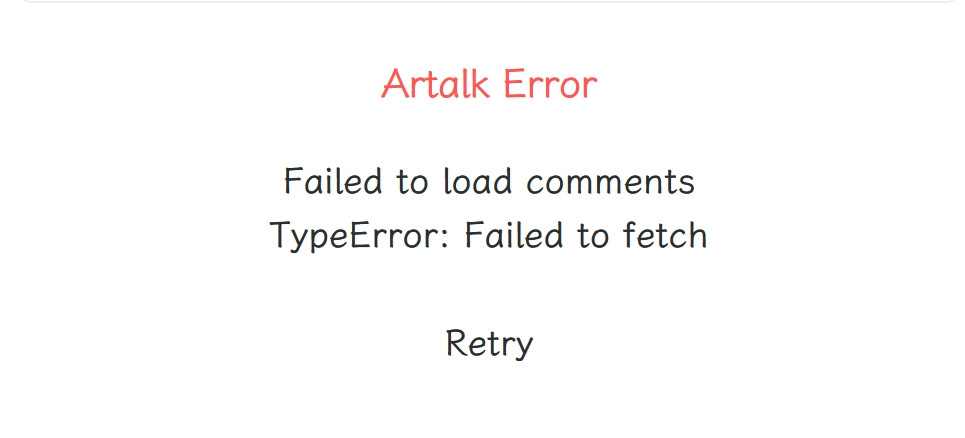 Artalk Error
Failed to load comments
TypeError: Failed to fetch
Retry